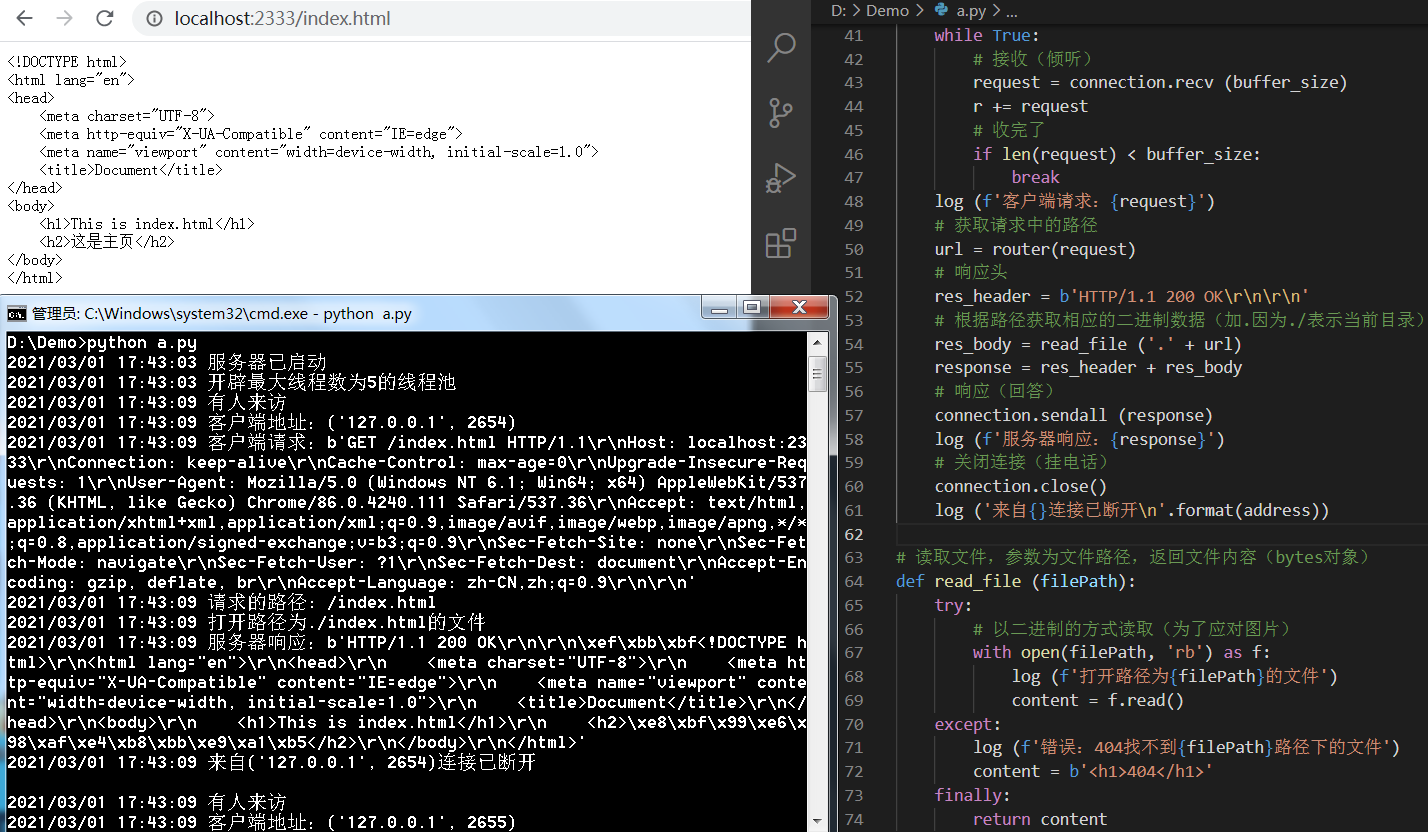 localhost:2333/index.html
<!DOCTYPE html>
<html lang="en">
<head>
    <meta charset="UTF-8">
    <meta http-equiv="X-UA-Compatible" content="IE=edge">
    <meta name="viewport" content="width=device-width, initial-scale=1.0">
    <title>Document</title>
</head>
<body>
    <h1>This is index.html</h1>
    <h2>这是主页</h2>
</body>
</html>
管理员: C:\Windows\system32\cmd.exe - python  a.py
D:\Demo>python a.py
2021/03/01 17:43:03 服务器已启动
2021/03/01 17:43:03 开辟最大线程数为5的线程池
2021/03/01 17:43:09 有人来访
2021/03/01 17:43:09 客户端地址：('127.0.0.1', 2654)
2021/03/01 17:43:09 客户端请求：b'GET /index.html HTTP/1.1\r\nHost: localhost:23
33\r\nConnection: keep-alive\r\nCache-Control: max-age=0\r\nUpgrade-Insecure-Req
uests: 1\r\nUser-Agent: Mozilla/5.0 (Windows NT 6.1; Win64; x64) AppleWebKit/537
.36 (KHTML, like Gecko) Chrome/86.0.4240.111 Safari/537.36\r\nAccept: text/html,
application/xhtml+xml,application/xml;q=0.9,image/avif,image/webp,image/apng,*/*
;q=0.8,application/signed-exchange;v=b3;q=0.9\r\nSec-Fetch-Site: none\r\nSec-Fet
ch-Mode: navigate\r\nSec-Fetch-User: ?1\r\nSec-Fetch-Dest: document\r\nAccept-En
coding: gzip, deflate, br\r\nAccept-Language: zh-CN,zh;q=0.9\r\n\r\n'
2021/03/01 17:43:09 请求的路径：/index.html
2021/03/01 17:43:09 打开路径为./index.html的文件
2021/03/01 17:43:09 服务器响应：b'HTTP/1.1 200 OK\r\n\r\n\xef\xbb\xbf<!DOCTYPE h
tml>\r\n<html lang="en">\r\n<head>\r\n    <meta charset="UTF-8">\r\n    <meta ht
tp-equiv="X-UA-Compatible" content="IE=edge">\r\n    <meta name="viewport" conte
nt="width=device-width, initial-scale=1.0">\r\n    <title>Document</title>\r\n</
head>\r\n<body>\r\n    <h1>This is index.html</h1>\r\n    <h2>\xe8\xbf\x99\xe6\x
98\xaf\xe4\xb8\xbb\xe9\xa1\xb5</h2>\r\n</body>\r\n</html>'
2021/03/01 17:43:09 来自('127.0.0.1', 2654)连接已断开
2021/03/01 17:43:09 有人来访
2021/03/01 17:43:09 客户端地址：('127.0.0.1', 2655)
D: > Demo > a.py > ...
41 while True:
42 # 接收（倾听）
43 request = connection.recv (buffer_size)
44 r += request
45 # 收完了
46 if len(request) < buffer_size:
47 break
48 log (f'客户端请求：{request}')
49 # 获取请求中的路径
50 url = router(request)
51 # 响应头
52 res_header = b'HTTP/1.1 200 OK\r\n\r\n'
53 # 根据路径获取相应的二进制数据（加.因为./表示当前目录）
54 res_body = read_file ('.' + url)
55 response = res_header + res_body
56 # 响应（回答）
57 connection.sendall (response)
58 log (f'服务器响应：{response}')
59 # 关闭连接（挂电话）
60 connection.close()
61 log ('来自{}连接已断开\n'.format(address))
62
63 # 读取文件，参数为文件路径，返回文件内容（bytes对象）
64 def read_file (filePath):
65 try:
66 # 以二进制的方式读取（为了应对图片）
67 with open(filePath, 'rb') as f:
68 log (f'打开路径为{filePath}的文件')
69 content = f.read()
70 except:
71 log (f'错误：404找不到{filePath}路径下的文件')
72 content = b'<h1>404</h1>'
73 finally:
74 return content